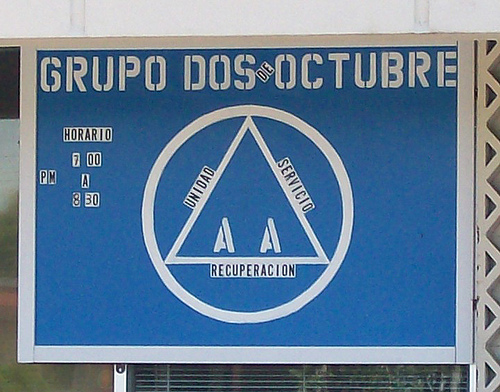 GRUPO DOS DE OCTUBRE
HORARIO
7 00
PM A
8 30
UNIDAD
SERVICIO
A A
RECUPERACION